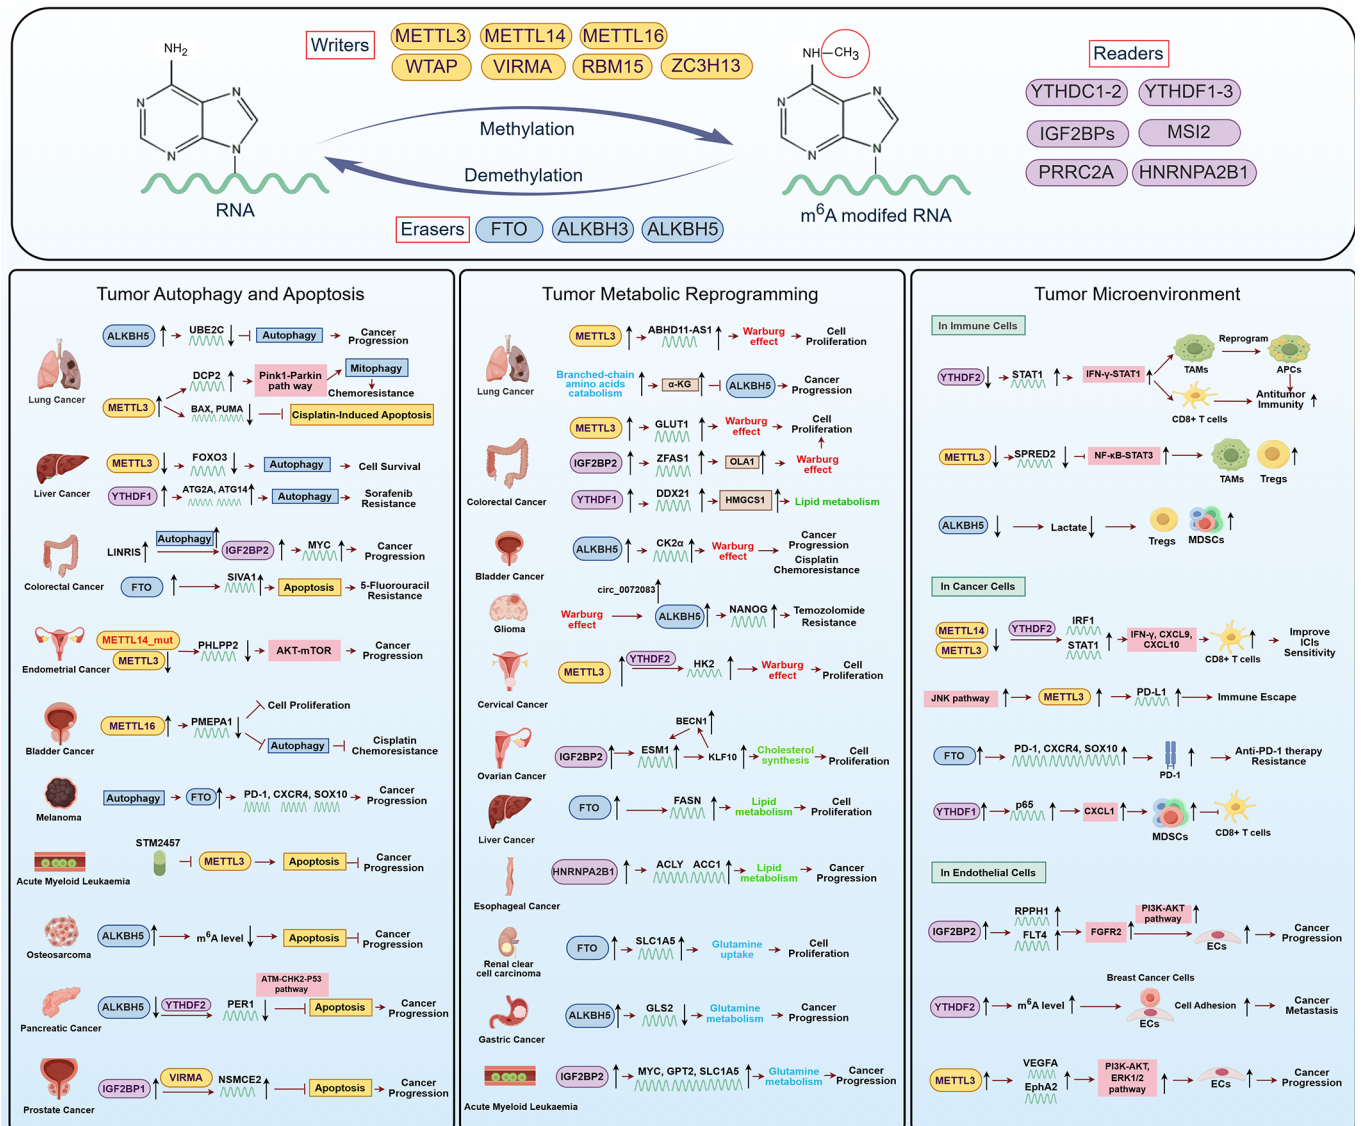 NH2
N
N
N
N
RNA
Writers
METTL3
METTL14
METTL16
WTAP
VIRMA
RBM15
ZC3H13
Methylation
Demethylation
Erasers
FTO
ALKBH3
ALKBH5
NH
CH3
N
N
N
N
m6A modifed RNA
Readers
YTHDC1-2
YTHDF1-3
IGF2BPs
MSI2
PRRC2A
HNRNPA2B1
Tumor Autophagy and Apoptosis
Lung Cancer
ALKBH5
UBE2C
Autophagy
Cancer
Progression
METTL3
DCP2
Pink1-Parkin
path way
Mitophagy
Chemoresistance
BAX, PUMA
Cisplatin-Induced Apoptosis
Liver Cancer
METTL3
FOXO3
Autophagy
Cell Survival
YTHDF1
ATG2A, ATG14
Autophagy
Sorafenib
Resistance
Colorectal Cancer
LINRIS
Autophagy
IGF2BP2
MYC
Cancer
Progression
FTO
SIVA1
Apoptosis
5-Fluorouracil
Resistance
Endometrial Cancer
METTL14_mut
METTL3
PHLPP2
AKT-mTOR
Cancer
Progression
Bladder Cancer
METTL16
PMEPA1
Cell Proliferation
Autophagy
Cisplatin
Chemoresistance
Melanoma
Autophagy
FTO
PD-1, CXCR4, SOX10
Cancer
Progression
Acute Myeloid Leukaemia
STM2457
METTL3
Apoptosis
Cancer
Progression
Osteosarcoma
ALKBH5
m6A level
Apoptosis
Cancer
Progression
Pancreatic Cancer
ALKBH5
YTHDF2
PER1
ATM-CHK2-P53
pathway
Apoptosis
Cancer
Progression
Prostate Cancer
IGF2BP1
VIRMA
NSMCE2
Apoptosis
Cancer
Progression
Tumor Metabolic Reprogramming
Lung Cancer
METTL3
ABHD11-AS1
Warburg
effect
Cell
Proliferation
Branched-chain
amino acids
catabolism
α-KG
ALKBH5
Cancer
Progression
Colorectal Cancer
METTL3
GLUT1
Warburg
effect
Cell
Proliferation
IGF2BP2
ZFAS1
OLA1
Warburg
effect
YTHDF1
DDX21
HMGCS1
Lipid metabolism
Bladder Cancer
ALKBH5
CK2α
Warburg
effect
Cancer
Progression
Cisplatin
Chemoresistance
Glioma
Warburg
effect
circ_0072083
ALKBH5
NANOG
Temozolomide
Resistance
Cervical Cancer
METTL3
YTHDF2
HK2
Warburg
effect
Cell
Proliferation
Ovarian Cancer
IGF2BP2
ESM1
BECN1
KLF10
Cholesterol
synthesis
Cell
Proliferation
Liver Cancer
FTO
FASN
Lipid
metabolism
Cell
Proliferation
Esophageal Cancer
HNRNPA2B1
ACLY ACC1
Lipid
metabolism
Cancer
Progression
Renal clear
cell carcinoma
FTO
SLC1A5
Glutamine
uptake
Cell
Proliferation
Gastric Cancer
ALKBH5
GLS2
Glutamine
metabolism
Cancer
Progression
Acute Myeloid Leukaemia
IGF2BP2
MYC, GPT2, SLC1A5
Glutamine
metabolism
Cancer
Progression
Tumor Microenvironment
In Immune Cells
YTHDF2
STAT1
IFN-γ-STAT1
TAMs
Reprogram
APCs
CD8+ T cells
Antitumor
Immunity
METTL3
SPRED2
NF-κB-STAT3
TAMs
Tregs
ALKBH5
Lactate
Tregs
MDSCs
In Cancer Cells
METTL14
METTL3
YTHDF2
IRF1
STAT1
IFN-γ, CXCL9,
CXCL10
CD8+ T cells
Improve
ICIs
Sensitivity
JNK pathway
METTL3
PD-L1
Immune Escape
FTO
PD-1, CXCR4, SOX10
PD-1
Anti-PD-1 therapy
Resistance
YTHDF1
p65
CXCL1
MDSCs
CD8+ T cells
In Endothelial Cells
IGF2BP2
RPPH1
FLT4
FGFR2
PI3K-AKT
pathway
ECs
Cancer
Progression
YTHDF2
m6A level
Breast Cancer Cells
ECs
Cell Adhesion
Cancer
Metastasis
METTL3
VEGFA
EphA2
PI3K-AKT,
ERK1/2
pathway
ECs
Cancer
Progression